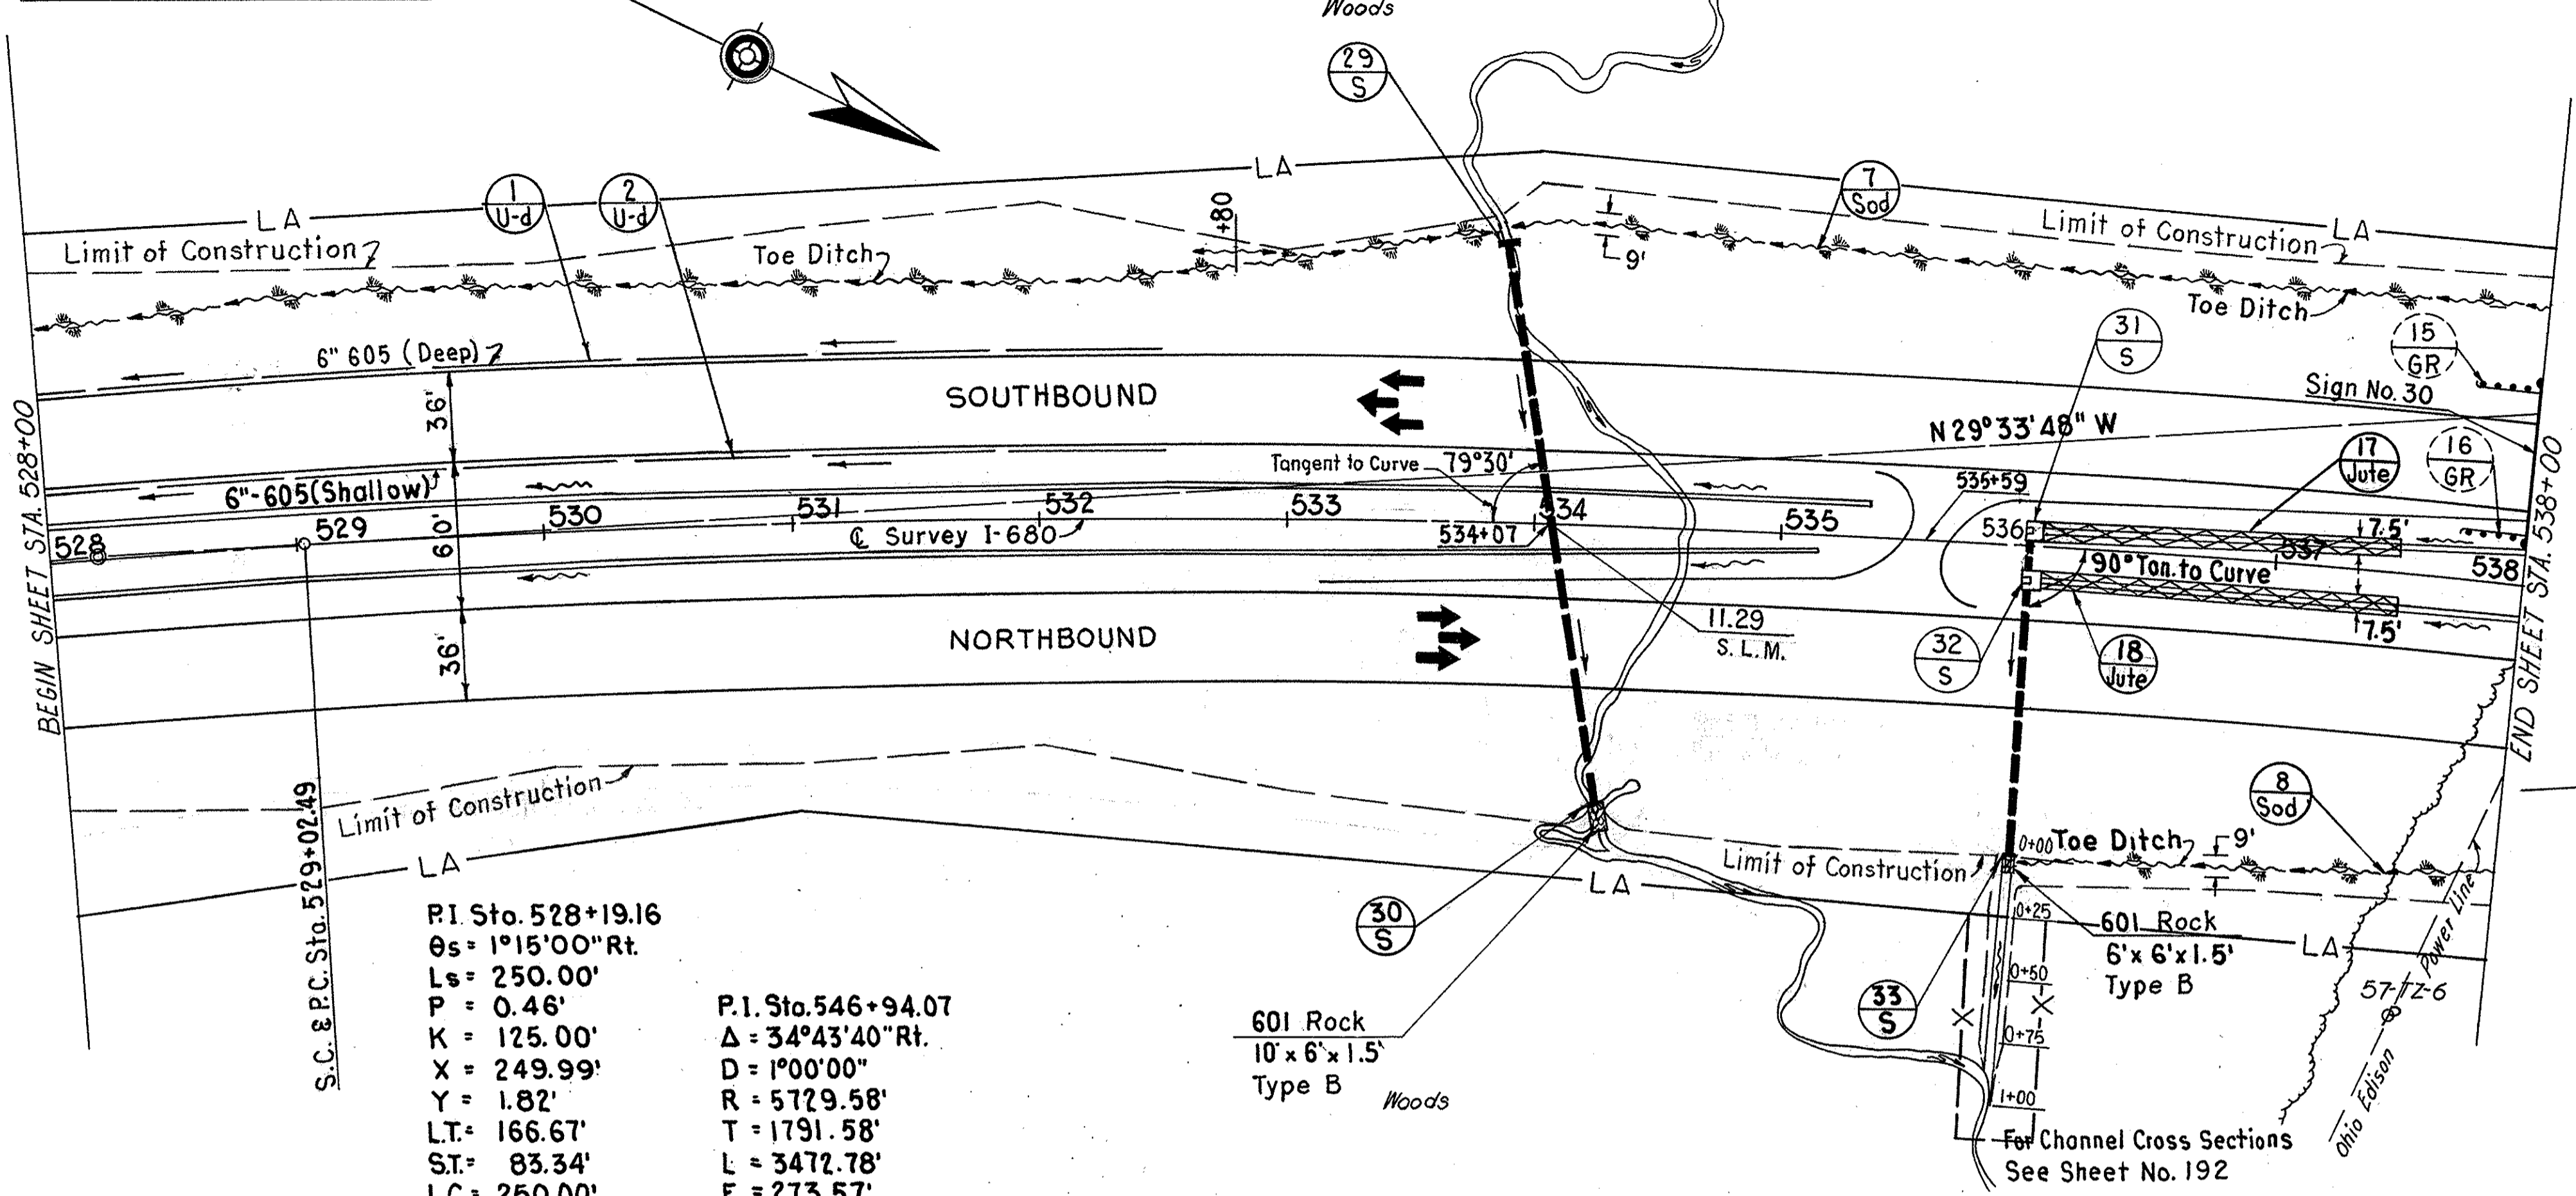 Woods
29
S
LA
1
U-d
2
U-d
+80
7
Sod
LA
LA
Limit of Construction
Toe Ditch
9'
Limit of Construction
Toe Ditch
31
S
15
GR
6" 605 (Deep)
SOUTHBOUND
Sign No. 30
36'
N 29°33'48" W
17
Jute
16
GR
Tangent to Curve
79°30'
6"-605(Shallow)
535+59
528
529
530
531
532
533
534
535
536
537
538
7.5'
60'
℄ Survey I-680
534+07
90° Tan. to Curve
7.5'
BEGIN SHEET STA. 528+00
END SHEET STA. 538+00
NORTHBOUND
36'
11.29
S. L. M.
32
S
18
Jute
8
Sod
Limit of Construction
0+00
Toe Ditch
9'
Limit of Construction
LA
LA
0+25
601 Rock
6' x 6' x 1.5'
Type B
LA
S.C. & P.C. Sta. 529+02.49
30
S
0+50
57-TZ-6
33
S
601 Rock
10' x 6' x 1.5'
Type B
0+75
Woods
1+00
Ohio Edison Power Line
For Channel Cross Sections
See Sheet No. 192
P.I. Sta. 528+19.16
θs = 1°15'00" Rt.
Ls = 250.00'
P = 0.46'
K = 125.00'
X = 249.99'
Y = 1.82'
L.T. = 166.67'
S.T. = 83.34'
L.C. = 250.00'
P.I. Sta. 546+94.07
Δ = 34°43'40" Rt.
D = 1°00'00"
R = 5729.58'
T = 1791.58'
L = 3472.78'
E = 273.57'